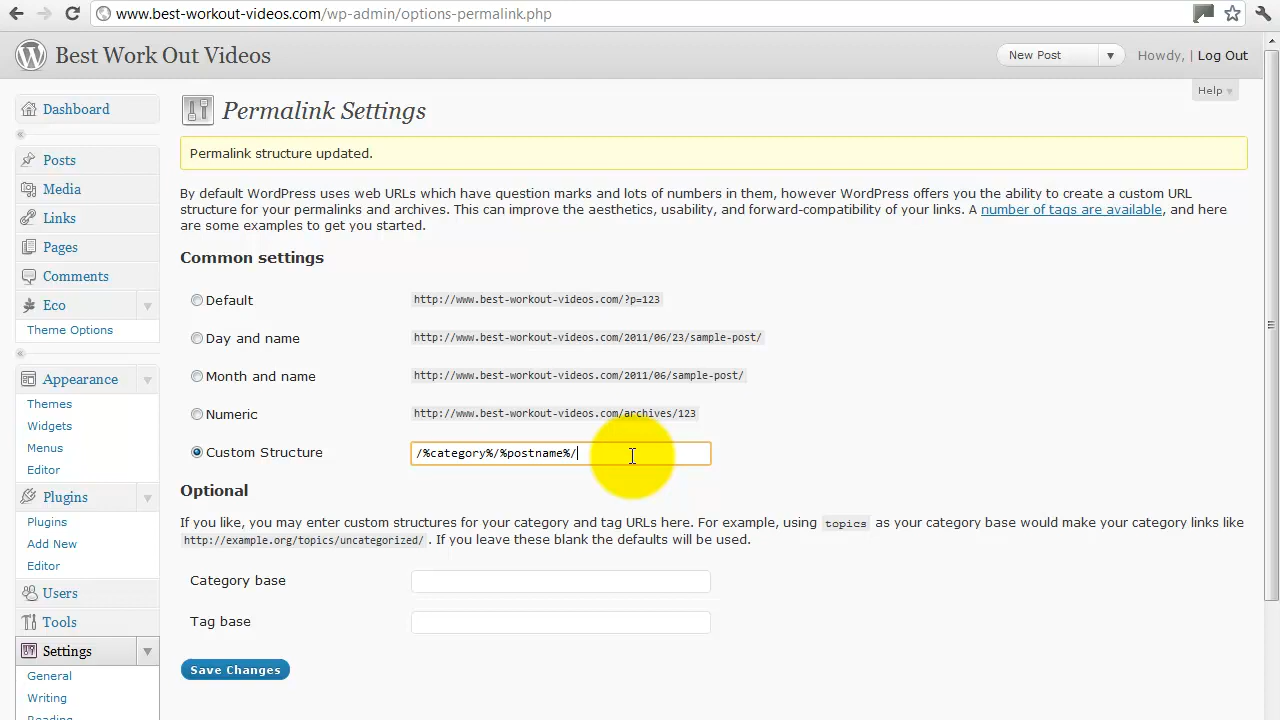 www.best-workout-videos.com/wp-admin/options-permalink.php
Best Work Out Videos
New Post
Howdy, | Log Out
Help
Dashboard
Posts
Media
Links
Pages
Comments
Eco
Theme Options
Appearance
Themes
Widgets
Menus
Editor
Plugins
Plugins
Add New
Editor
Users
Tools
Settings
General
Writing
Reading
Permalink Settings
Permalink structure updated.
By default WordPress uses web URLs which have question marks and lots of numbers in them, however WordPress offers you the ability to create a custom URL
structure for your permalinks and archives. This can improve the aesthetics, usability, and forward-compatibility of your links. A number of tags are available, and here
are some examples to get you started.
Common settings
Default http://www.best-workout-videos.com/?p=123
Day and name http://www.best-workout-videos.com/2011/06/23/sample-post/
Month and name http://www.best-workout-videos.com/2011/06/sample-post/
Numeric http://www.best-workout-videos.com/archives/123
Custom Structure /%category%/%postname%/
Optional
If you like, you may enter custom structures for your category and tag URLs here. For example, using topics as your category base would make your category links like
http://example.org/topics/uncategorized/ . If you leave these blank the defaults will be used.
Category base
Tag base
Save Changes